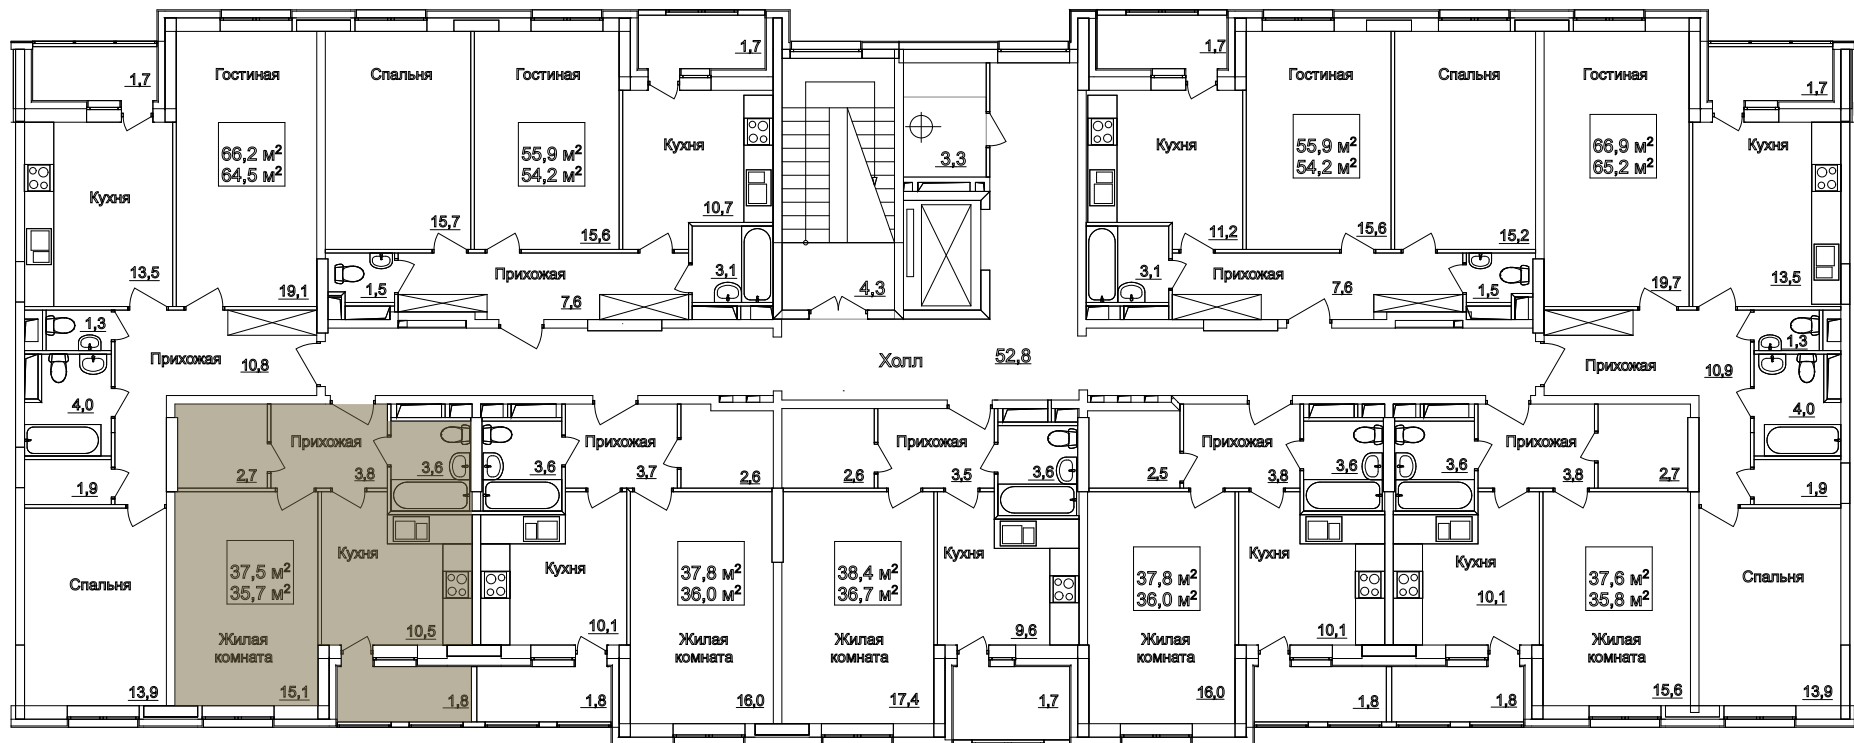 1,7
1,7
1,7
1,7
Гостиная
Спальня
Гостиная
Гостиная
Спальня
Гостиная
66,2 м²
64,5 м²
55,9 м²
54,2 м²
Кухня
3,3
Кухня
55,9 м²
54,2 м²
66,9 м²
65,2 м²
Кухня
Кухня
15,7
15,6
10,7
11,2
15,6
15,2
13,5
19,1
1,5
Прихожая
7,6
3,1
4,3
3,1
Прихожая
7,6
1,5
19,7
13,5
1,3
Прихожая
10,8
Холл
52,8
Прихожая
10,9
1,3
4,0
4,0
Прихожая
2,7
3,8
3,6
3,6
Прихожая
3,7
2,6
2,6
Прихожая
3,5
3,6
2,5
Прихожая
3,8
3,6
3,6
Прихожая
3,8
2,7
1,9
1,9
Спальня
37,5 м²
35,7 м²
Кухня
Кухня
37,8 м²
36,0 м²
38,4 м²
36,7 м²
Кухня
37,8 м²
36,0 м²
Кухня
Кухня
37,6 м²
35,8 м²
Спальня
Жилая
комната
10,5
10,1
Жилая
комната
Жилая
комната
9,6
Жилая
комната
10,1
10,1
Жилая
комната
13,9
15,1
1,8
1,8
16,0
17,4
1,7
16,0
1,8
1,8
15,6
13,9